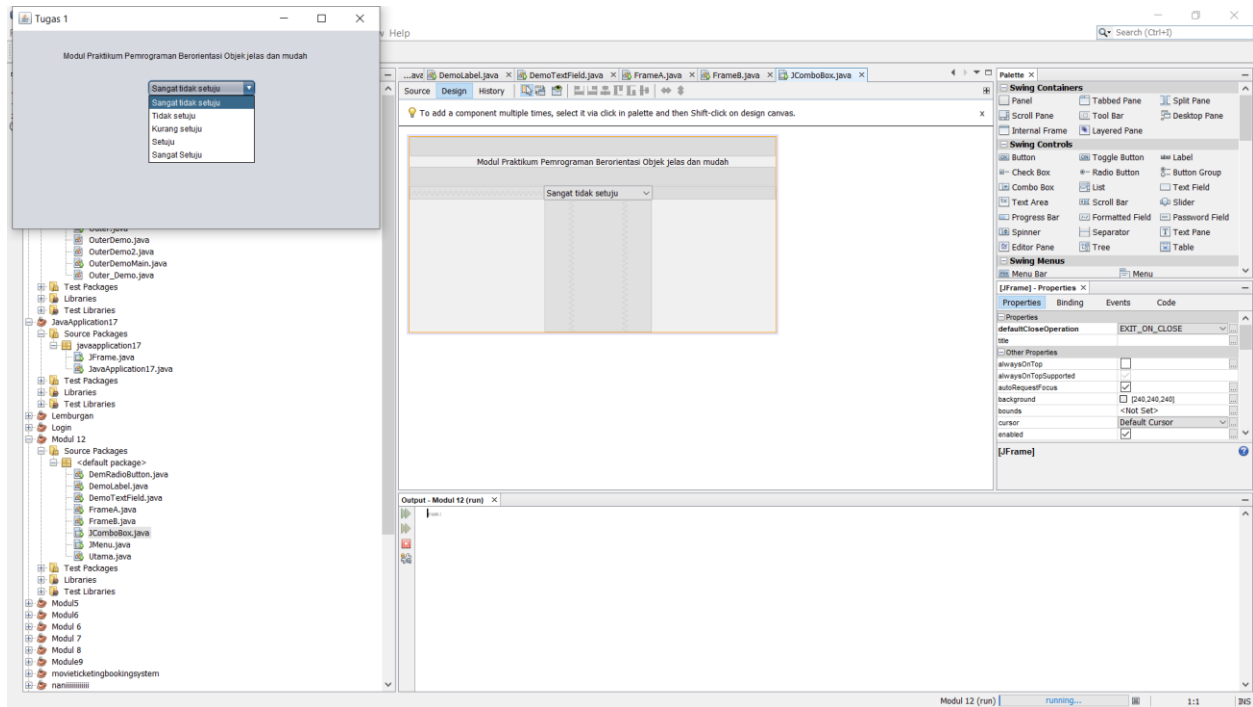 Tugas 1
Modul Praktikum Pemrograman Berorientasi Objek jelas dan mudah
Sangat tidak setuju
Sangat tidak setuju
Tidak setuju
Kurang setuju
Setuju
Sangat Setuju
Help
Search (Ctrl+I)
...ava DemoLabel.java × DemoTextField.java × FrameA.java × FrameB.java × JComboBox.java ×
Source Design History
To add a component multiple times, select it via click in palette and then Shift-click on design canvas. x
Modul Praktikum Pemrograman Berorientasi Objek jelas dan mudah
Sangat tidak setuju
OuterDemo.java
OuterDemo2.java
OuterDemoMain.java
Outer_Demo.java
Test Packages
Libraries
Test Libraries
JavaApplication17
Source Packages
javaapplication17
JFrame.java
JavaApplication17.java
Test Packages
Libraries
Test Libraries
Lemburgan
Login
Modul 12
Source Packages
<default package>
DemRadioButton.java
DemoLabel.java
DemoTextField.java
FrameA.java
FrameB.java
JComboBox.java
JMenu.java
Utama.java
Test Packages
Libraries
Test Libraries
Modul5
Modul6
Modul 6
Modul 7
Modul 8
Module9
movieticketingbookingsystem
Palette ×
Swing Containers
Panel Tabbed Pane Split Pane
Scroll Pane Tool Bar Desktop Pane
Internal Frame Layered Pane
Swing Controls
Button Toggle Button Label
Check Box Radio Button Button Group
Combo Box List Text Field
Text Area Scroll Bar Slider
Progress Bar Formatted Field Password Field
Spinner Separator Text Pane
Editor Pane Tree Table
Swing Menus
Menu Bar Menu
[JFrame] - Properties ×
Properties Binding Events Code
Properties
defaultCloseOperation EXIT_ON_CLOSE
title
Other Properties
alwaysOnTop
alwaysOnTopSupported
autoRequestFocus
background [240,240,240]
bounds <Not Set>
cursor Default Cursor
enabled
[JFrame]
Output - Modul 12 (run) ×
run:
Modul 12 (run) running... 1:1 INS